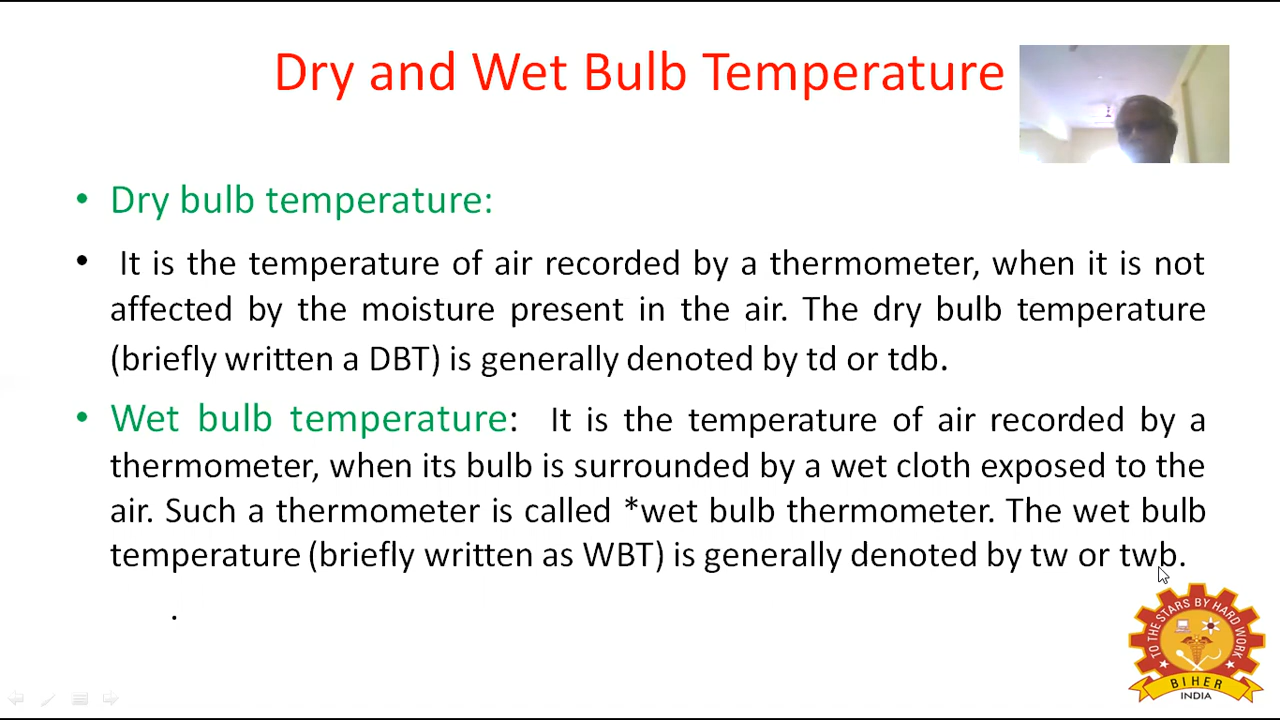 Dry and Wet Bulb Temperature
• Dry bulb temperature:
• It is the temperature of air recorded by a thermometer, when it is not
affected by the moisture present in the air. The dry bulb temperature
(briefly written a DBT) is generally denoted by td or tdb.
• Wet bulb temperature: It is the temperature of air recorded by a
thermometer, when its bulb is surrounded by a wet cloth exposed to the
air. Such a thermometer is called *wet bulb thermometer. The wet bulb
temperature (briefly written as WBT) is generally denoted by tw or twb.
.
TO THE STARS BY HARD WORK
BIHER
INDIA